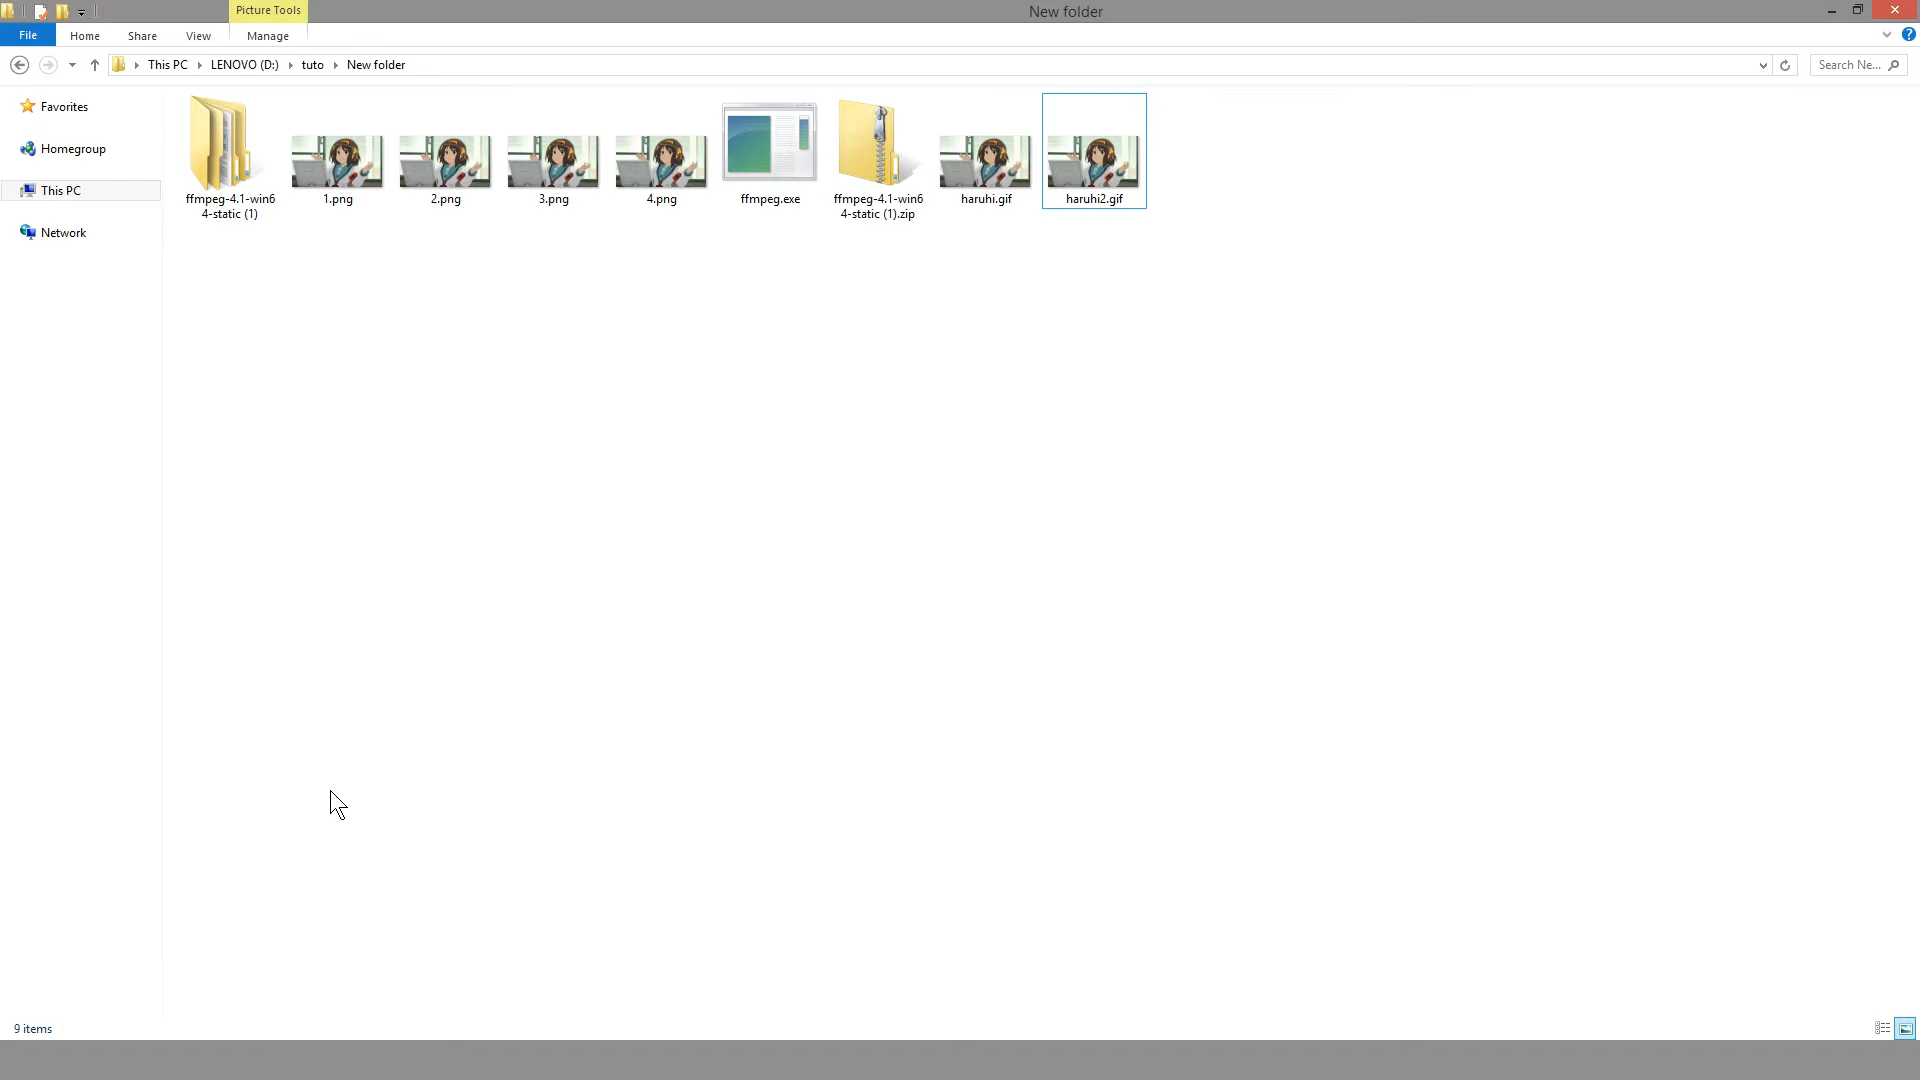 Picture Tools
New folder
File
Home
Share
View
Manage
This PC
LENOVO (D:)
tuto
New folder
Search Ne...
Favorites
Homegroup
This PC
Network
ffmpeg-4.1-win6
4-static (1)
1.png
2.png
3.png
4.png
ffmpeg.exe
ffmpeg-4.1-win6
4-static (1).zip
haruhi.gif
haruhi2.gif
9 items